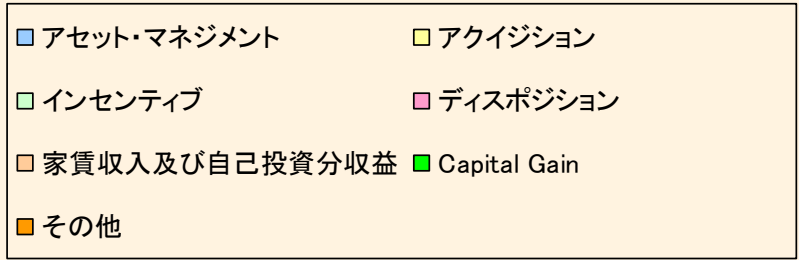 アセット・マネジメント
アクイジション
インセンティブ
ディスポジション
家賃収入及び自己投資分収益
Capital Gain
その他